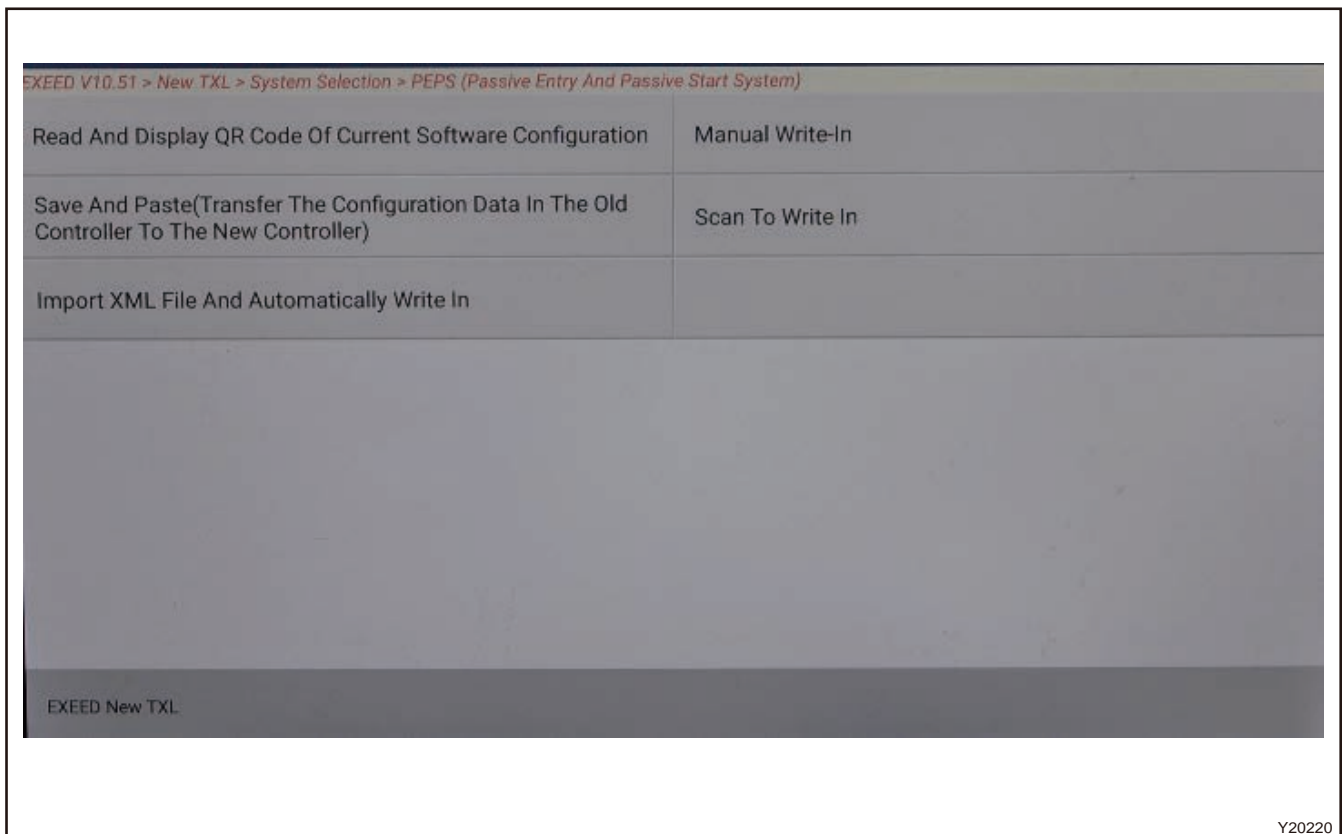 EXEED V10.51 > New TXL > System Selection > PEPS (Passive Entry And Passive Start System)
Read And Display QR Code Of Current Software Configuration
Manual Write-In
Save And Paste(Transfer The Configuration Data In The Old
Controller To The New Controller)
Scan To Write In
Import XML File And Automatically Write In
EXEED New TXL
Y20220